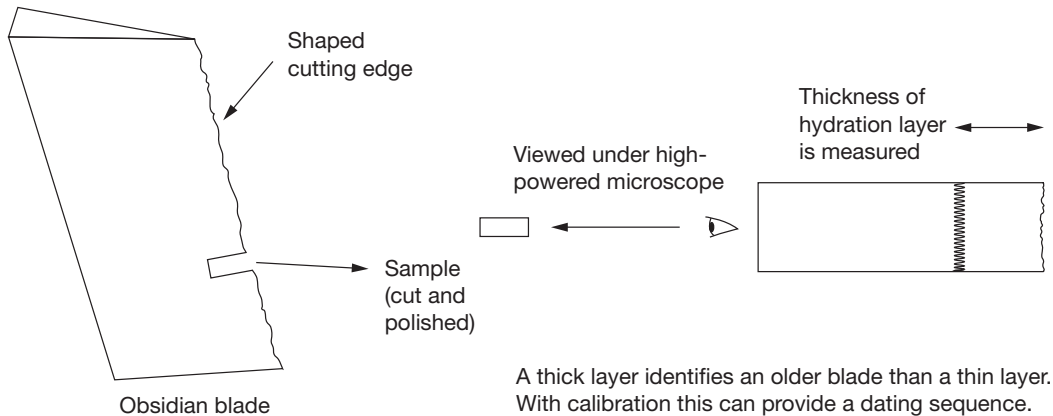 Shaped
cutting edge
Thickness of
hydration layer
is measured
Viewed under high-
powered microscope
Sample
(cut and
polished)
Obsidian blade
A thick layer identifies an older blade than a thin layer.
With calibration this can provide a dating sequence.